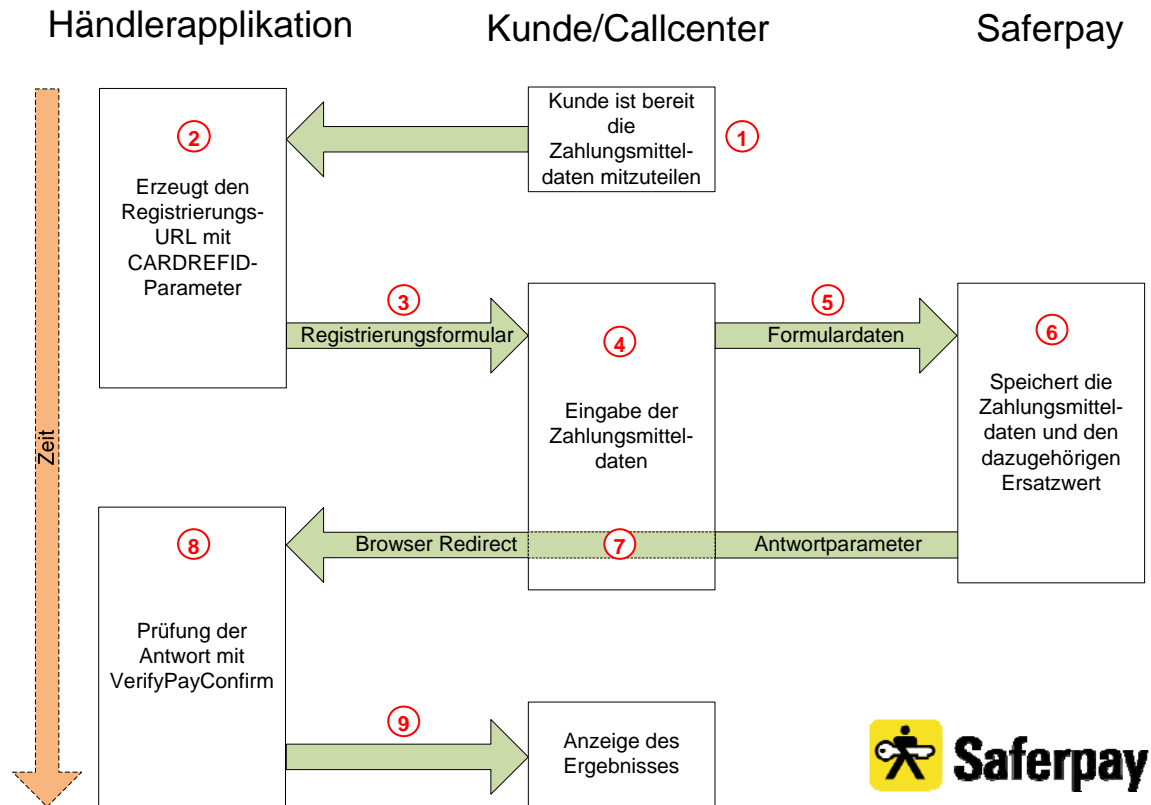 Händlerapplikation
Kunde/Callcenter
Saferpay
Kunde ist bereit
die
Zahlungsmittel-
daten mitzuteilen
1
2
Erzeugt den
Registrierungs-
URL mit
CARDREFID-
Parameter
3
Registrierungsformular
4
Eingabe der
Zahlungsmittel-
daten
5
Formulardaten
6
Speichert die
Zahlungsmittel-
daten und den
dazugehörigen
Ersatzwert
Zeit
Browser Redirect
7
Antwortparameter
8
Prüfung der
Antwort mit
VerifyPayConfirm
9
Anzeige des
Ergebnisses
Saferpay